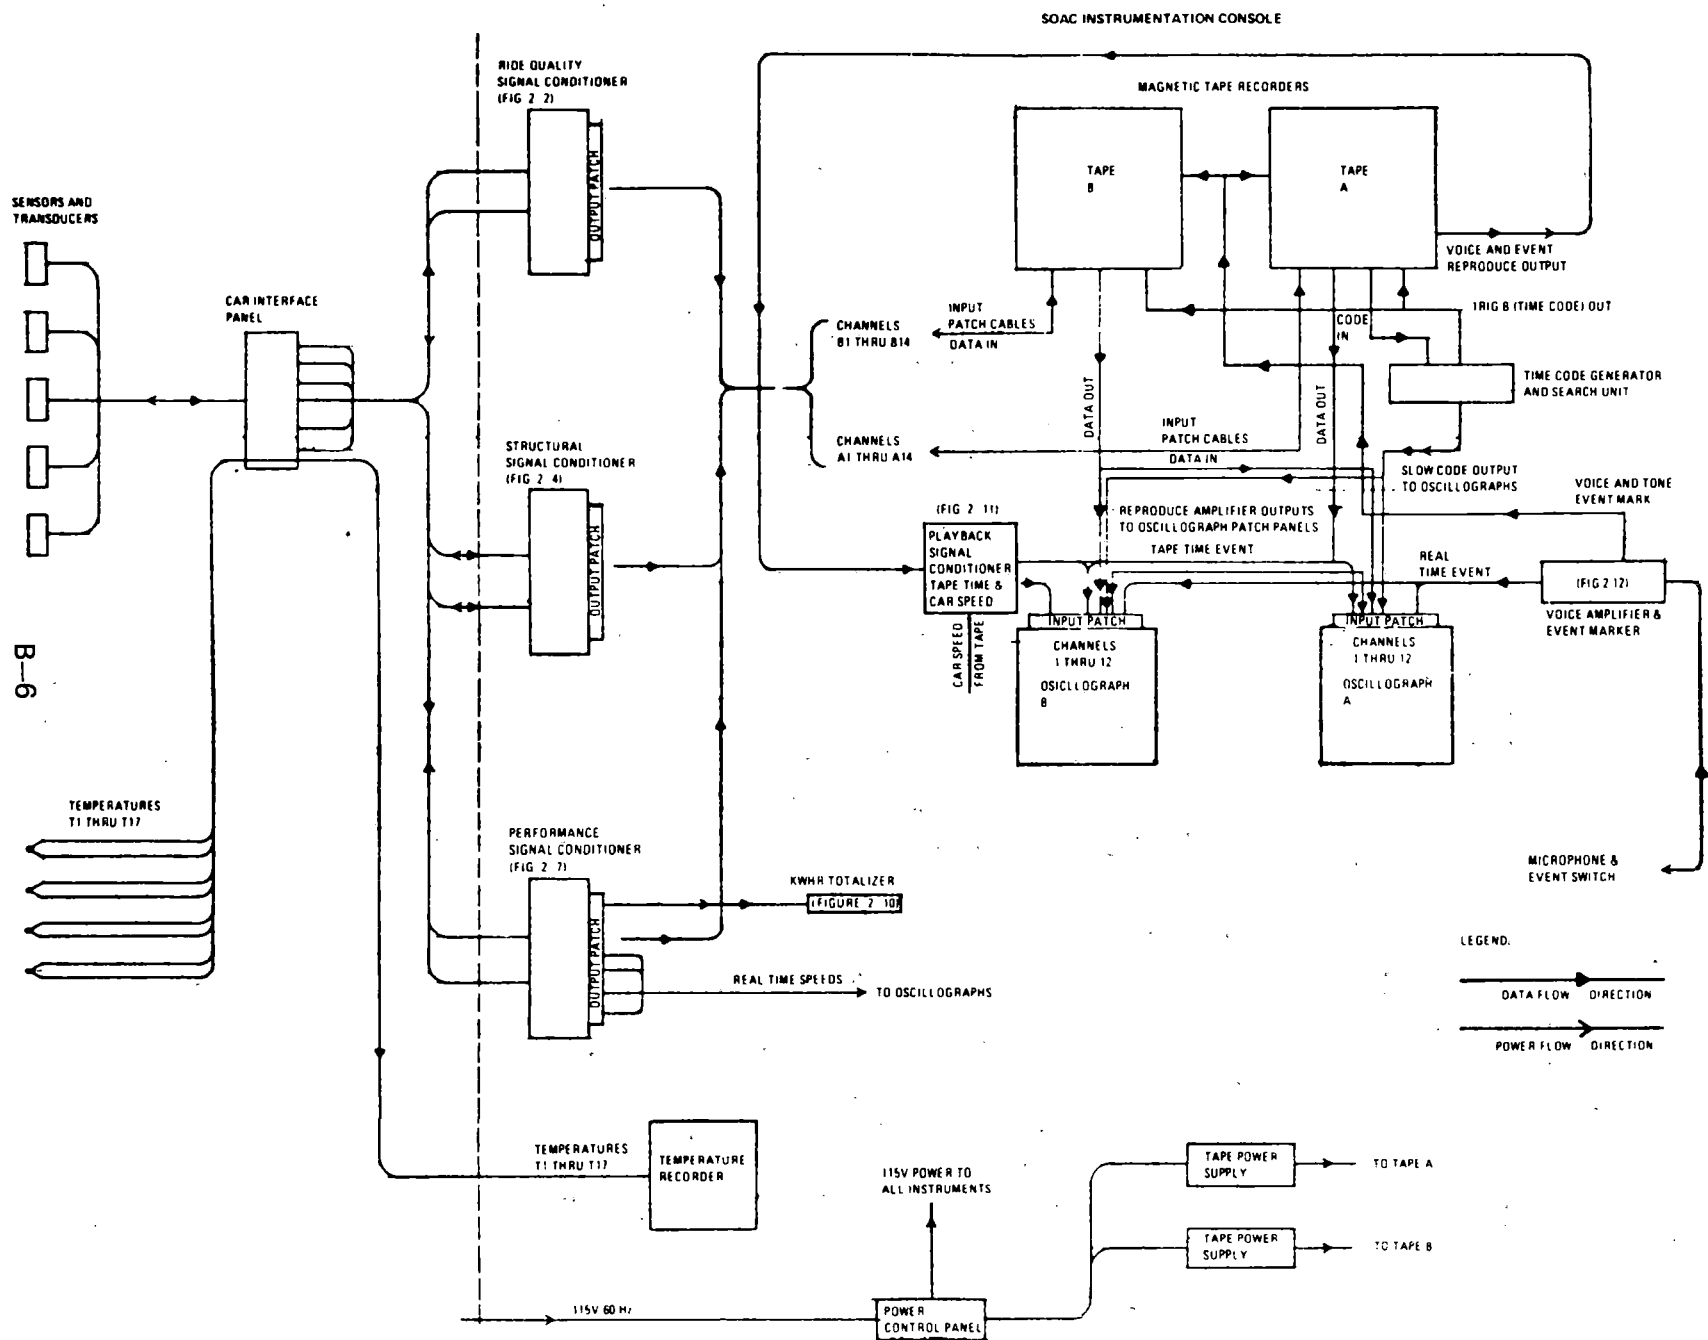 SOAC INSTRUMENTATION CONSOLE
RIDE QUALITY
SIGNAL CONDITIONER
(FIG 2 2)
OUTPUT PATCH
MAGNETIC TAPE RECORDERS
TAPE
B
TAPE
A
SENSORS AND
TRANSDUCERS
VOICE AND EVENT
REPRODUCE OUTPUT
CAR INTERFACE
PANEL
CHANNELS
B1 THRU B14
INPUT
PATCH CABLES
DATA IN
CODE
IN
IRIG B (TIME CODE) OUT
TIME CODE GENERATOR
AND SEARCH UNIT
DATA OUT
DATA OUT
STRUCTURAL
SIGNAL CONDITIONER
(FIG 2 4)
OUTPUT PATCH
CHANNELS
A1 THRU A14
INPUT
PATCH CABLES
DATA IN
SLOW CODE OUTPUT
TO OSCILLOGRAPHS
VOICE AND TONE
EVENT MARK
(FIG 2 11)
PLAYBACK
SIGNAL
CONDITIONER
TAPE TIME &
CAR SPEED
REPRODUCE AMPLIFIER OUTPUTS
TO OSCILLOGRAPH PATCH PANELS
TAPE TIME EVENT
REAL
TIME EVENT
(FIG 2 12)
VOICE AMPLIFIER &
EVENT MARKER
CAR SPEED
FROM TAPE
INPUT PATCH
CHANNELS
1 THRU 12
OSICLLOGRAPH
B
INPUT PATCH
CHANNELS
1 THRU 12
OSCILLOGRAPH
A
B-6
TEMPERATURES
T1 THRU T17
PERFORMANCE
SIGNAL CONDITIONER
(FIG 2 7)
OUTPUT PATCH
KWHR TOTALIZER
(FIGURE 2 10)
REAL TIME SPEEDS
TO OSCILLOGRAPHS
MICROPHONE &
EVENT SWITCH
LEGEND.
DATA FLOW DIRECTION
POWER FLOW DIRECTION
TEMPERATURES
T1 THRU T17
TEMPERATURE
RECORDER
115V POWER TO
ALL INSTRUMENTS
TAPE POWER
SUPPLY
TO TAPE A
TAPE POWER
SUPPLY
TO TAPE B
115V 60 Hz
POWER
CONTROL PANEL